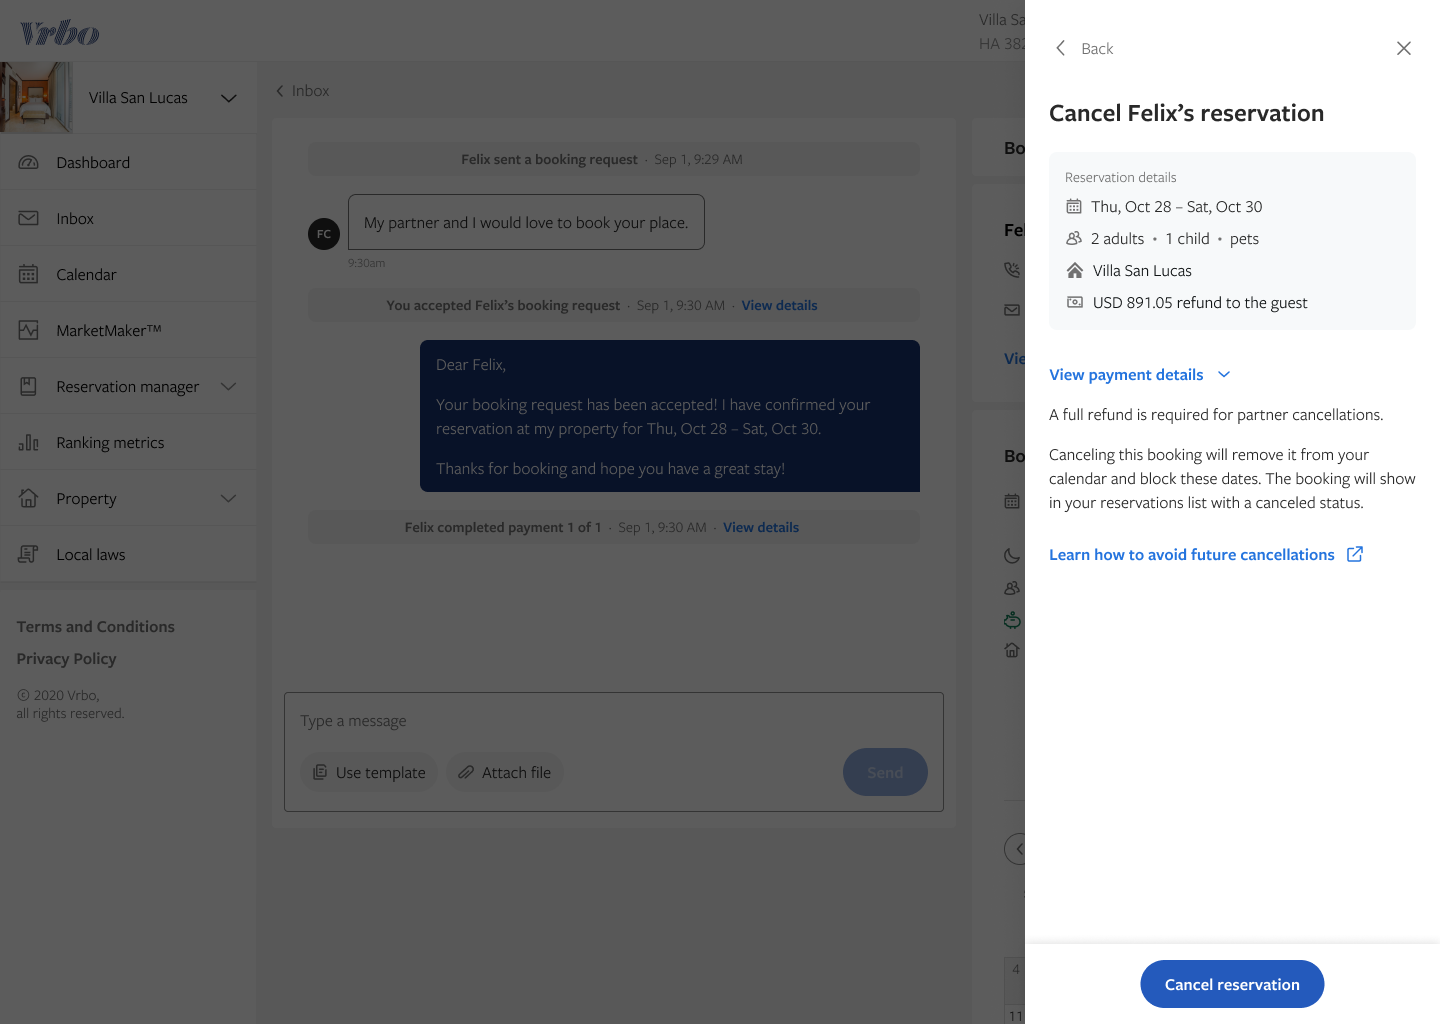 Vrbo
Villa Sa
HA 382
Villa San Lucas
Dashboard
Inbox
Calendar
MarketMaker™
Reservation manager
Ranking metrics
Property
Local laws
Terms and Conditions
Privacy Policy
© 2020 Vrbo,
all rights reserved.
Inbox
Felix sent a booking request · Sep 1, 9:29 AM
FC
My partner and I would love to book your place.
9:30am
You accepted Felix’s booking request · Sep 1, 9:30 AM · View details
Dear Felix,
Your booking request has been accepted! I have confirmed your
reservation at my property for Thu, Oct 28 – Sat, Oct 30.
Thanks for booking and hope you have a great stay!
Felix completed payment 1 of 1 · Sep 1, 9:30 AM · View details
Type a message
Use template
Attach file
Send
Bo
Fel
Vie
Bo
4
11
Back
Cancel Felix’s reservation
Reservation details
Thu, Oct 28 – Sat, Oct 30
2 adults • 1 child • pets
Villa San Lucas
USD 891.05 refund to the guest
View payment details
A full refund is required for partner cancellations.
Canceling this booking will remove it from your
calendar and block these dates. The booking will show
in your reservations list with a canceled status.
Learn how to avoid future cancellations
Cancel reservation